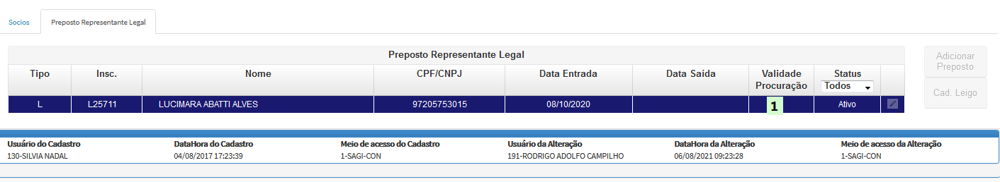 Socios
Preposto Representante Legal
Preposto Representante Legal
Tipo Insc. Nome CPF/CNPJ Data Entrada Data Saída Validade Procuração Status
Todos
L L25711 LUCIMARA ABATTI ALVES 97205753015 08/10/2020 1 Ativo
Adicionar
Preposto
Cad. Leigo
Usuário do Cadastro DataHora do Cadastro Meio de acesso do Cadastro Usuário da Alteração DataHora da Alteração Meio de acesso da Alteração
130-SILVIA NADAL 04/08/2017 17:23:39 1-SAGI-CON 191-RODRIGO ADOLFO CAMPILHO 06/08/2021 09:23:28 1-SAGI-CON